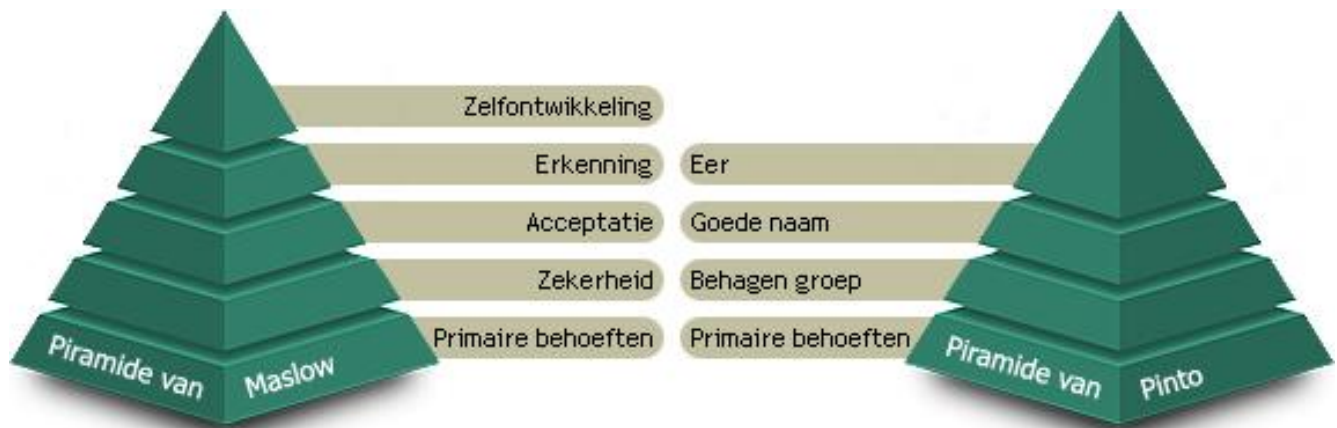 Zelfontwikkeling
Erkenning
Eer
Acceptatie
Goede naam
Zekerheid
Behagen groep
Primaire behoeften
Primaire behoeften
Piramide van Maslow
Piramide van Pinto